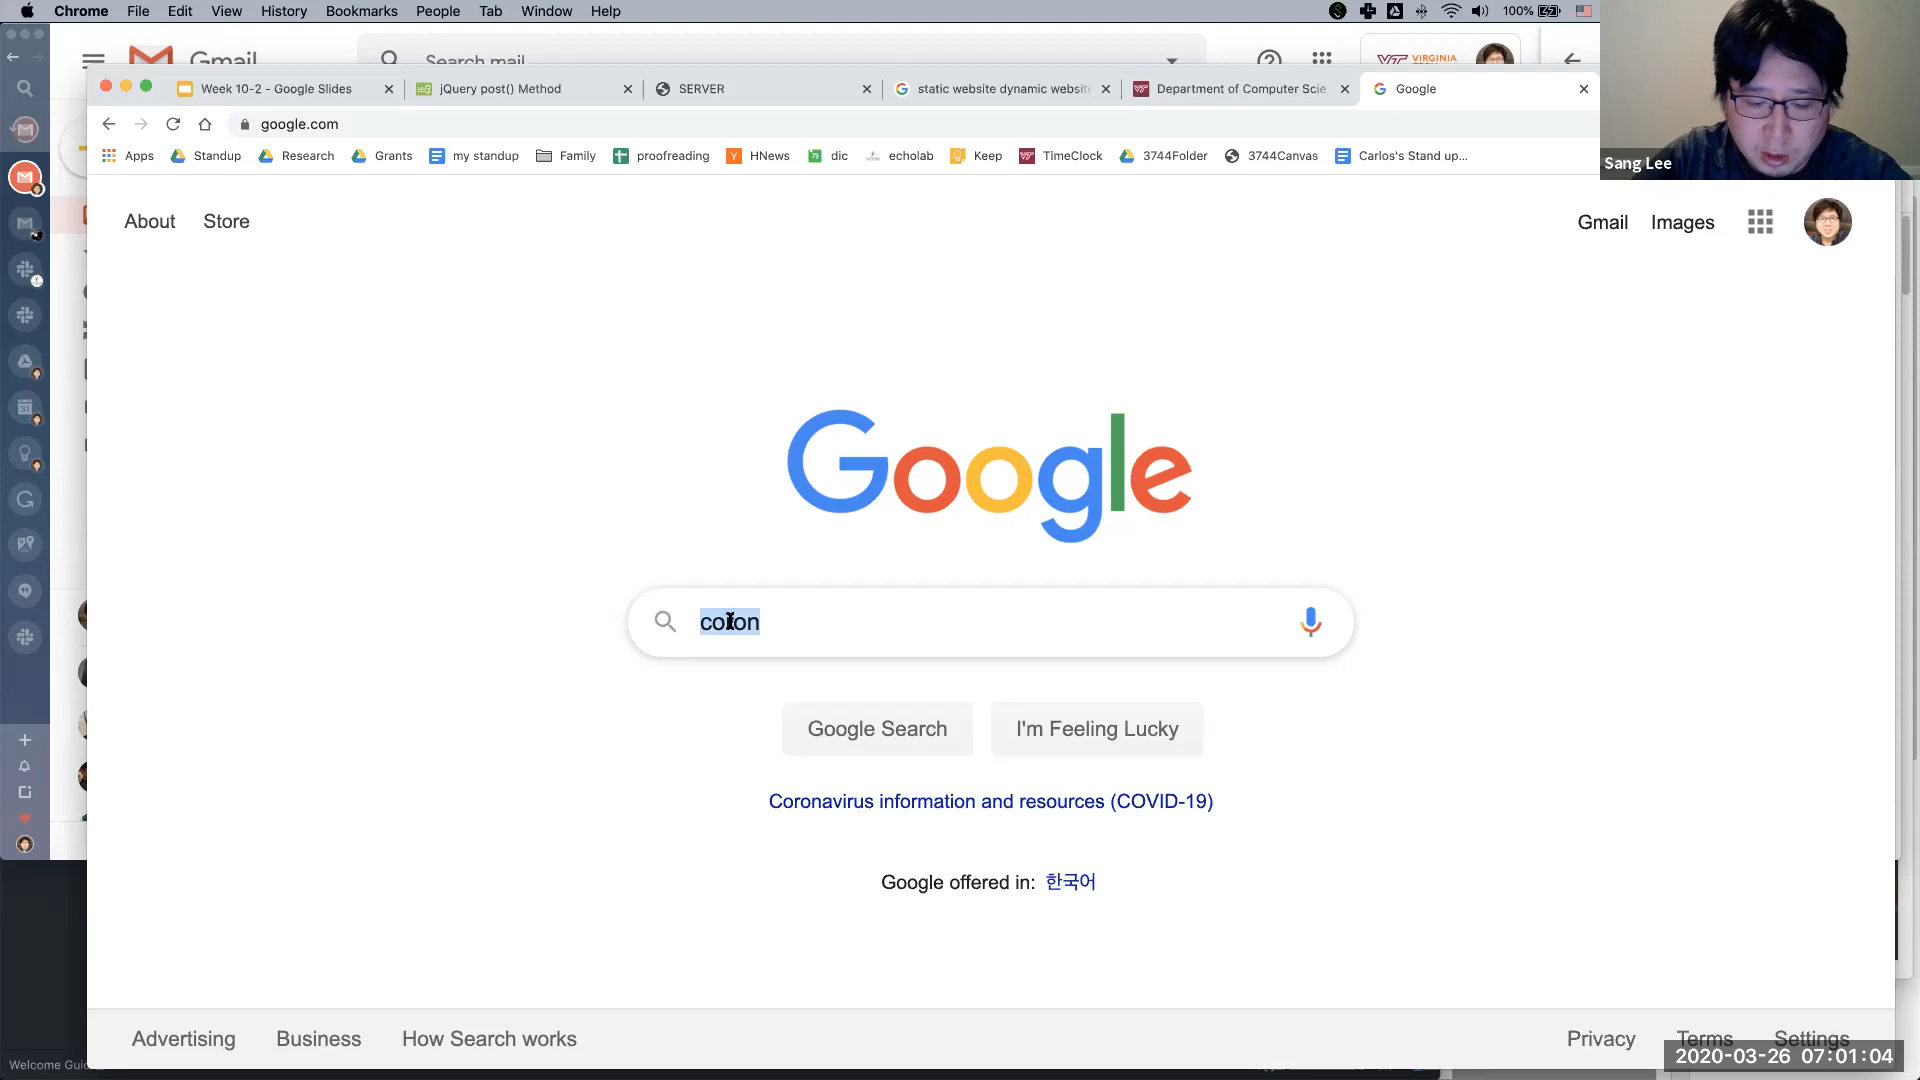 Chrome File Edit View History Bookmarks People Tab Window Help 100%
Gmail Search mail VIRGINIA
Week 10-2 - Google Slides jQuery post() Method SERVER static website dynamic websit Department of Computer Scie Google
google.com
Apps Standup Research Grants my standup Family proofreading HNews dic echolab Keep TimeClock 3744Folder 3744Canvas Carlos's Stand up...
Sang Lee
About Store Gmail Images
Google
coron
Google Search I'm Feeling Lucky
Coronavirus information and resources (COVID-19)
Google offered in: 한국어
Advertising Business How Search works Privacy Terms Settings
Welcome Gui
2020-03-26 07:01:04